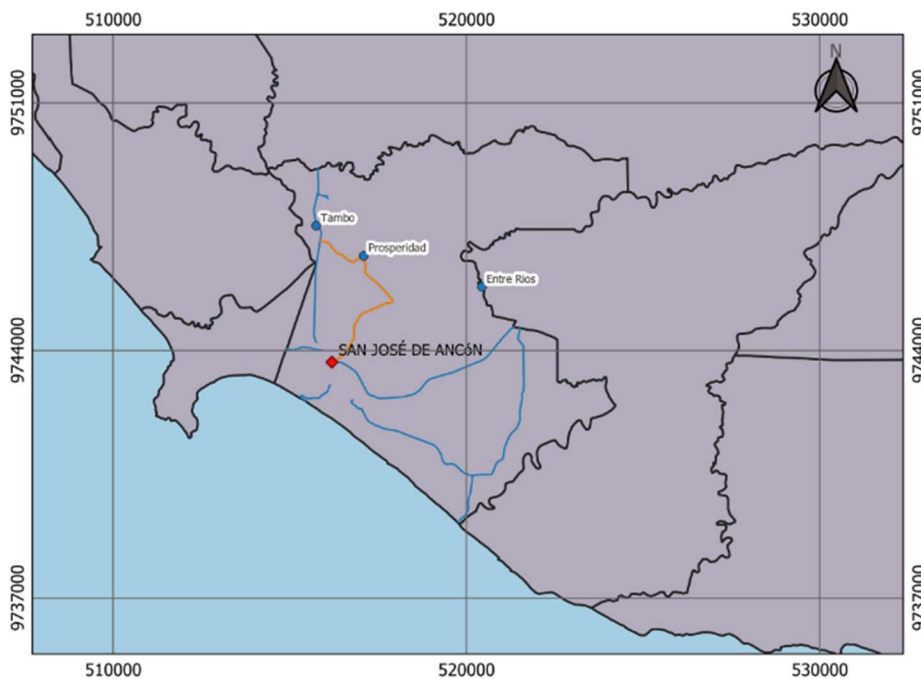 510000 520000 530000
N
9751000 9751000
Tambo
Prosperidad
Entre Rios
9744000 9744000
SAN JOSÉ DE ANCóN
9737000 9737000
510000 520000 530000